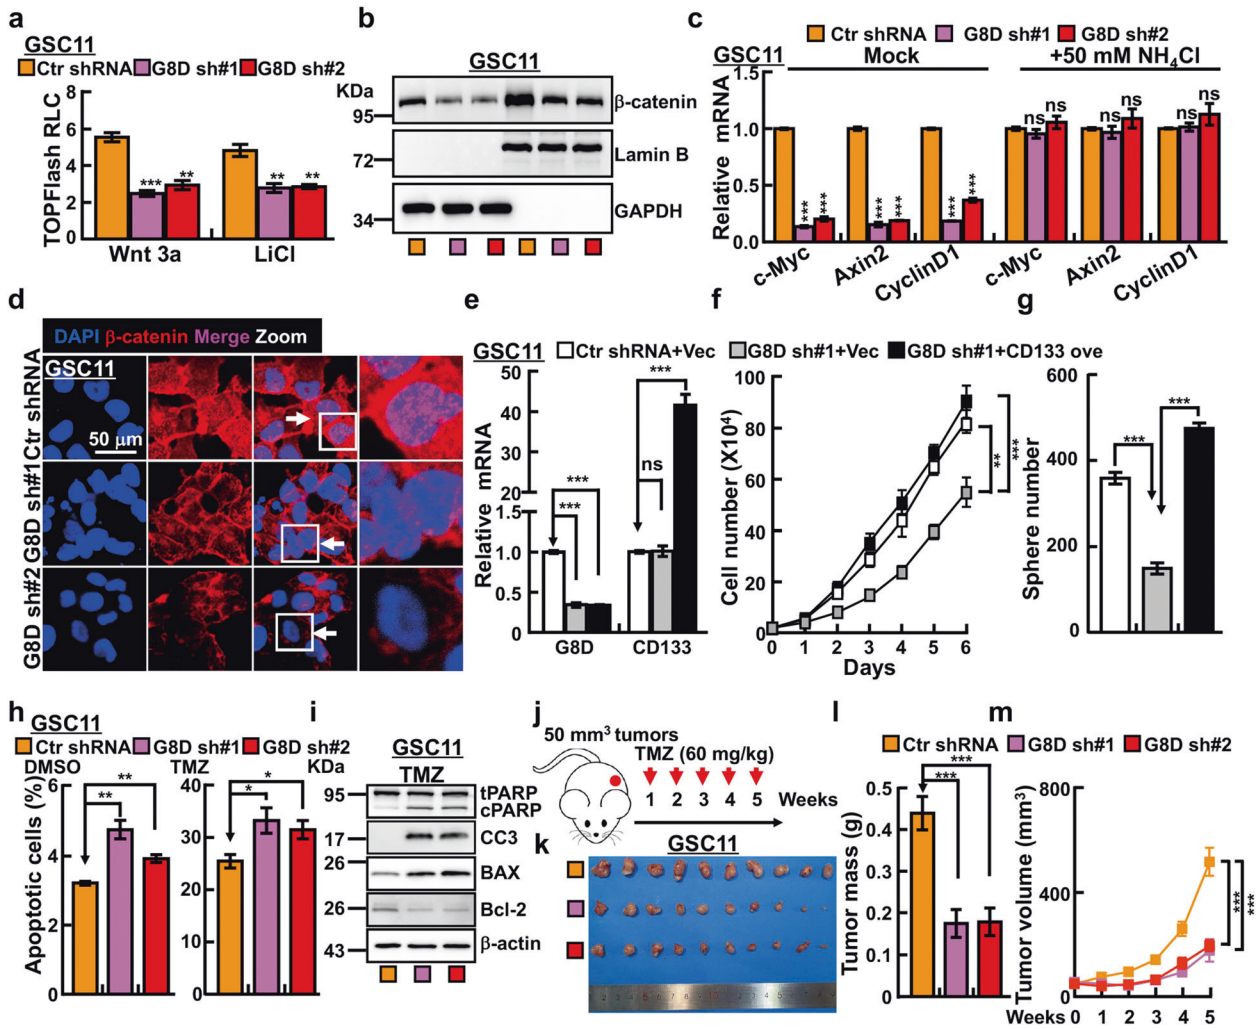 a
GSC11
Ctr shRNA G8D sh#1 G8D sh#2
TOPFlash RLC
8
6
4
2
0
*** ** ** **
Wnt 3a LiCl
b
GSC11
KDa
95
72
34
β-catenin
Lamin B
GAPDH
c
Ctr shRNA G8D sh#1 G8D sh#2
GSC11
Mock +50 mM NH4Cl
Relative mRNA
1.5
1.0
0.5
0.0
*** *** *** *** *** ***
ns ns ns ns ns ns
c-Myc Axin2 CyclinD1 c-Myc Axin2 CyclinD1
d
DAPI β-catenin Merge Zoom
GSC11
50 µm
Ctr shRNA
G8D sh#1
G8D sh#2
e
GSC11
Ctr shRNA+Vec G8D sh#1+Vec G8D sh#1+CD133 ove
Relative mRNA
50
40
30
20
1.5
1.0
0.5
0
*** *** ns ***
G8D CD133
f
Cell number (X10⁴)
100
80
60
40
20
0
0 1 2 3 4 5 6
Days
** ***
g
Sphere number
600
400
200
0
*** ***
h
GSC11
Ctr shRNA G8D sh#1 G8D sh#2
DMSO TMZ
Apoptotic cells (%)
6
4
2
0
** **
40
30
20
10
0
* *
i
KDa
GSC11
TMZ
95
17
26
26
43
tPARP
cPARP
CC3
BAX
Bcl-2
β-actin
j
50 mm³ tumors
TMZ (60 mg/kg)
1 2 3 4 5 Weeks
k
GSC11
l
Ctr shRNA G8D sh#1 G8D sh#2
Tumor mass (g)
0.5
0.4
0.3
0.2
0.1
0
*** ***
m
Tumor volume (mm³)
800
400
0
*** ***
Weeks 0 1 2 3 4 5